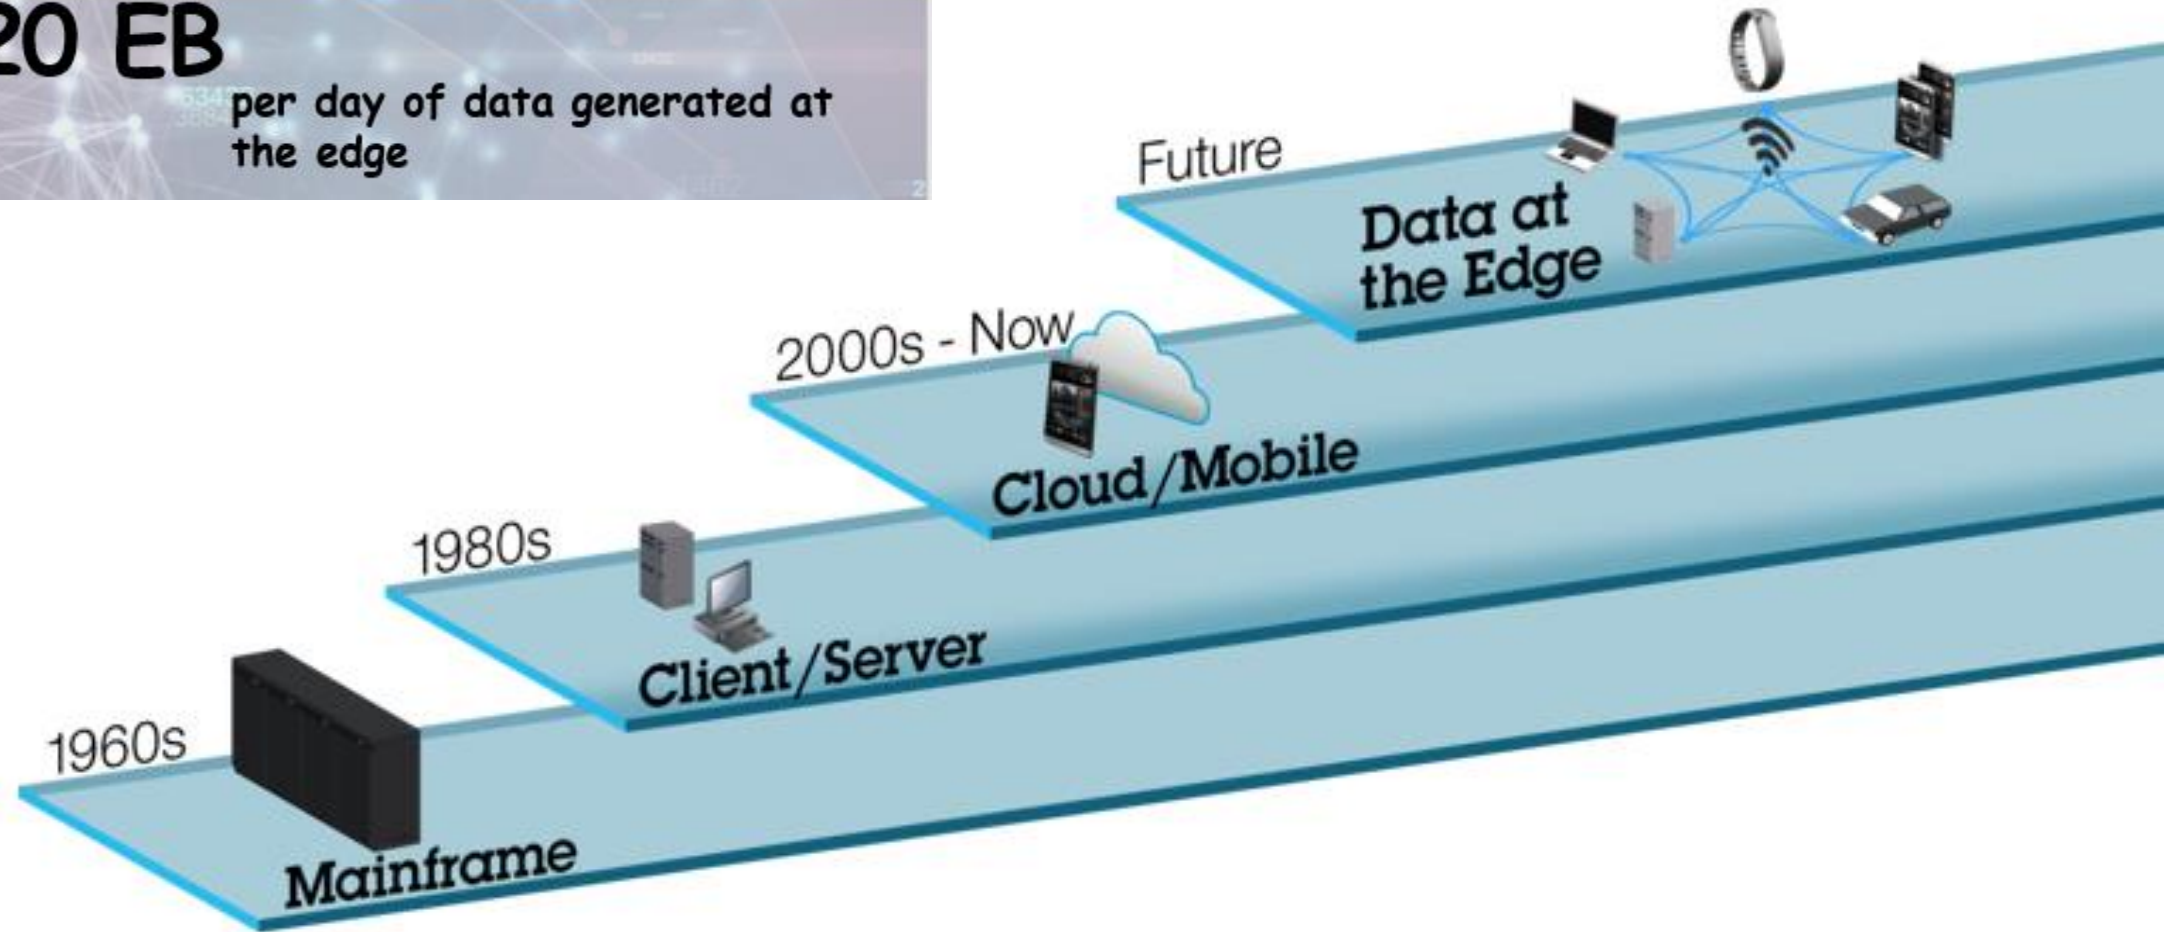 20 EB
per day of data generated at
the edge
Future
Data at
the Edge
2000s - Now
Cloud/Mobile
1980s
Client/Server
1960s
Mainframe